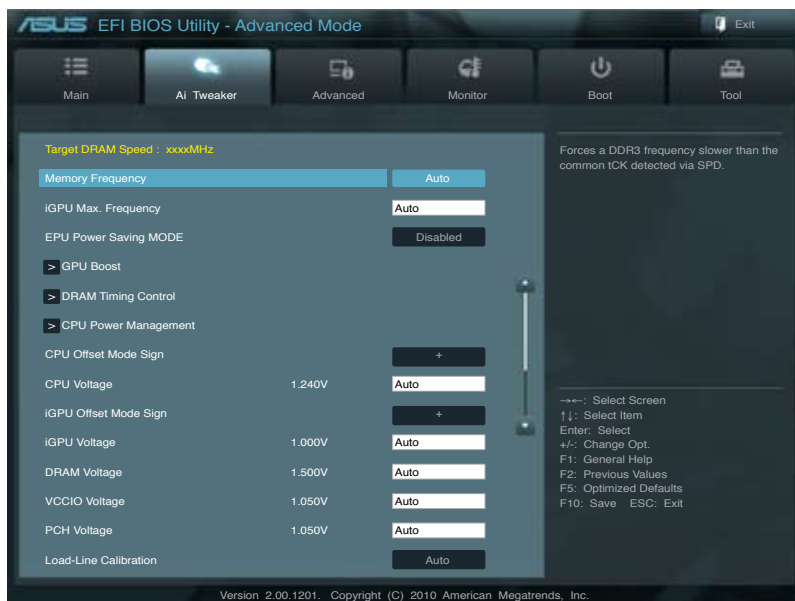 ASUS EFI BIOS Utility - Advanced Mode
Exit
Main
Ai Tweaker
Advanced
Monitor
Boot
Tool
Target DRAM Speed : xxxxMHz
Memory Frequency Auto
iGPU Max. Frequency Auto
EPU Power Saving MODE Disabled
> GPU Boost
> DRAM Timing Control
> CPU Power Management
CPU Offset Mode Sign +
CPU Voltage 1.240V Auto
iGPU Offset Mode Sign +
iGPU Voltage 1.000V Auto
DRAM Voltage 1.500V Auto
VCCIO Voltage 1.050V Auto
PCH Voltage 1.050V Auto
Load-Line Calibration Auto
Forces a DDR3 frequency slower than the
common tCK detected via SPD.
→←: Select Screen
↑↓: Select Item
Enter: Select
+/-: Change Opt.
F1: General Help
F2: Previous Values
F5: Optimized Defaults
F10: Save ESC: Exit
Version 2.00.1201. Copyright (C) 2010 American Megatrends, Inc.